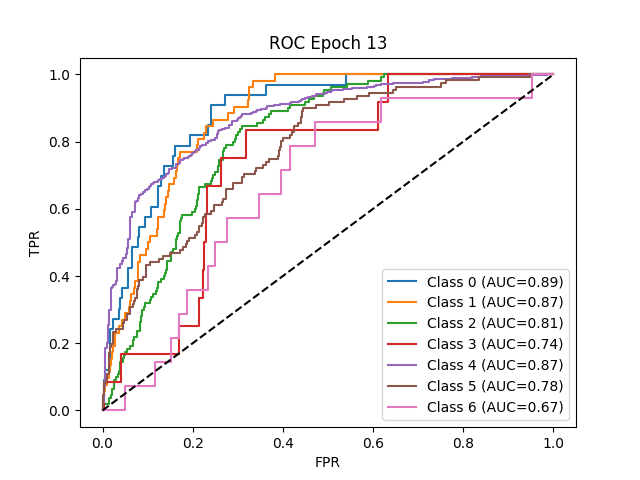 ROC Epoch 13
TPR
1.0
0.8
0.6
0.4
0.2
0.0
Class 0 (AUC=0.89)
Class 1 (AUC=0.87)
Class 2 (AUC=0.81)
Class 3 (AUC=0.74)
Class 4 (AUC=0.87)
Class 5 (AUC=0.78)
Class 6 (AUC=0.67)
0.0 0.2 0.4 0.6 0.8 1.0
FPR